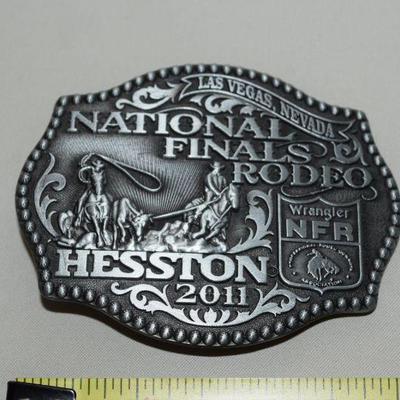 LAS VEGAS, NEVADA
NATIONAL
FINALS
RODEO
Wrangler
NFR
HESSTON
2011